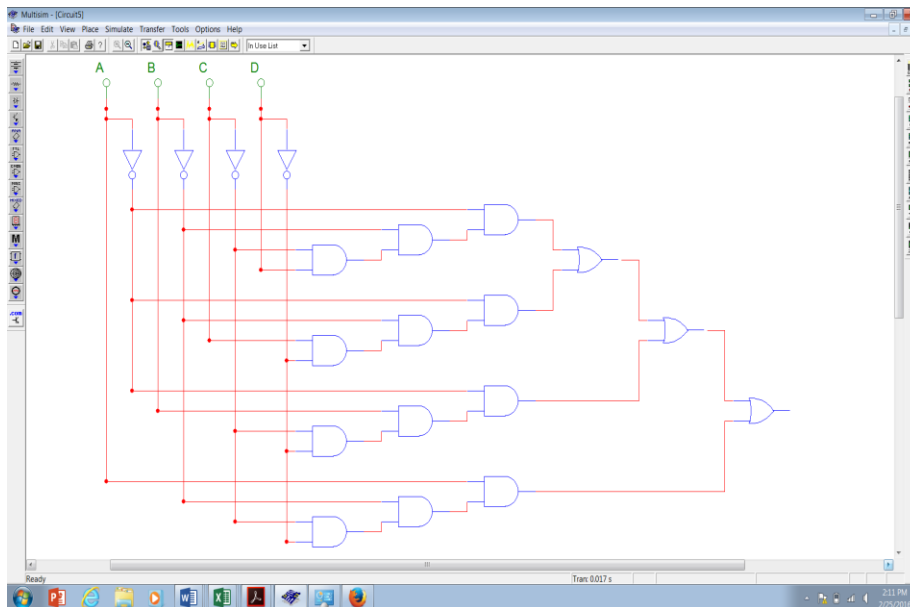 Multisim - [Circuit5]
File Edit View Place Simulate Transfer Tools Options Help
In Use List
A B C D
M
.com
Ready
Tran: 0.017 s
2:11 PM